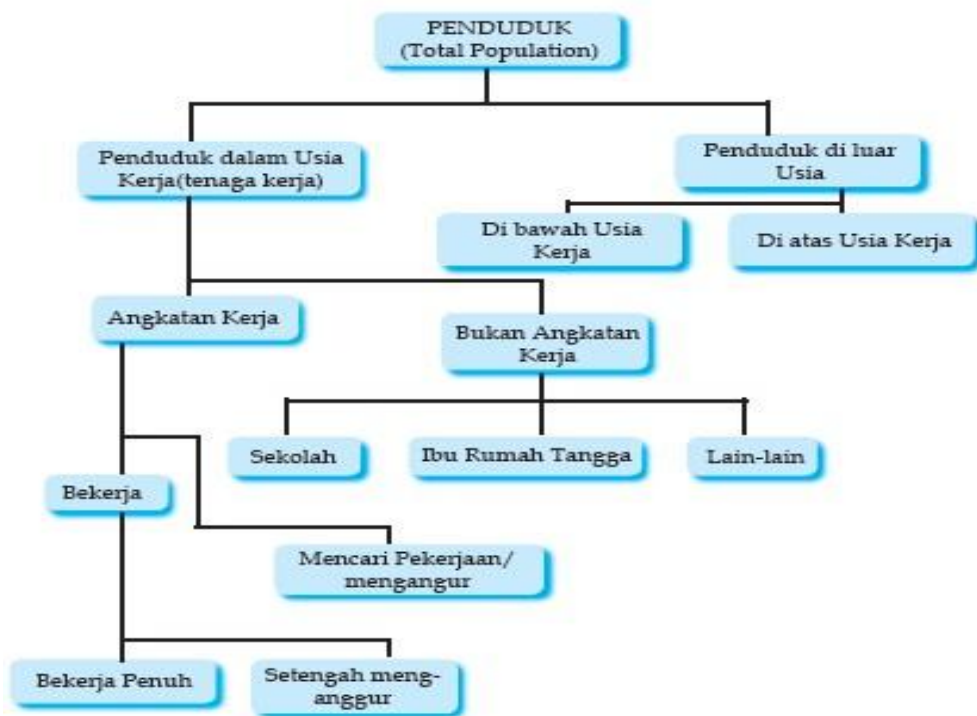 PENDUDUK
(Total Population)
Penduduk dalam Usia
Kerja(tenaga kerja)
Penduduk di luar
Usia
Di bawah Usia
Kerja
Di atas Usia Kerja
Angkatan Kerja
Bukan Angkatan
Kerja
Sekolah
Ibu Rumah Tangga
Lain-lain
Bekerja
Mencari Pekerjaan/
mengangur
Bekerja Penuh
Setengah meng-
anggur